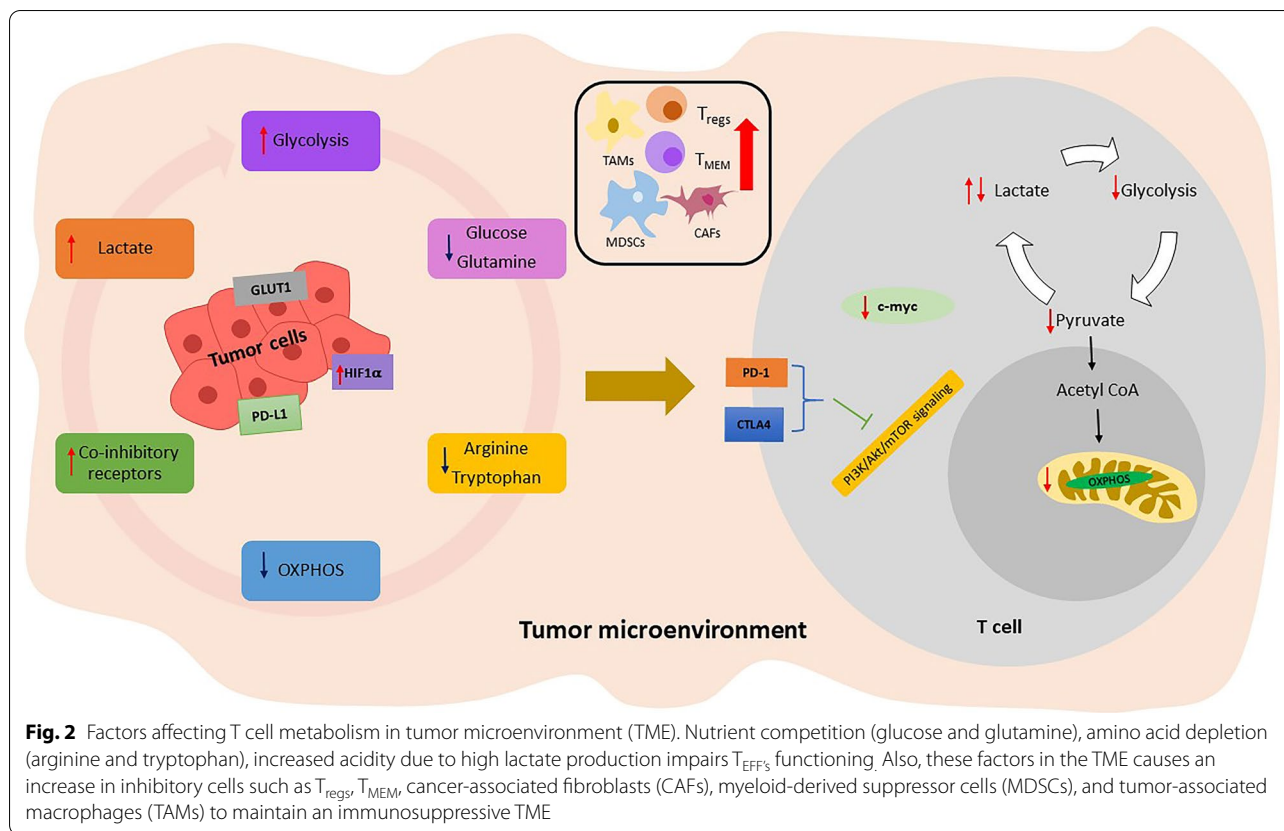 ↑ Glycolysis
↑ Lactate
↓ Glucose
Glutamine
GLUT1
Tumor cells
↑HIF1α
PD-L1
↑ Co-inhibitory
receptors
↓ Arginine
Tryptophan
↓ OXPHOS
Tregs
TAMs
TMEM
MDSCs
CAFs
Tumor microenvironment
↑↓ Lactate
↓Glycolysis
↓ c-myc
↓Pyruvate
PD-1
CTLA4
PI3K/Akt/mTOR signaling
Acetyl CoA
↓ OXPHOS
T cell
Fig. 2 Factors affecting T cell metabolism in tumor microenvironment (TME). Nutrient competition (glucose and glutamine), amino acid depletion
(arginine and tryptophan), increased acidity due to high lactate production impairs TEFF's functioning. Also, these factors in the TME causes an
increase in inhibitory cells such as Tregs, TMEM, cancer-associated fibroblasts (CAFs), myeloid-derived suppressor cells (MDSCs), and tumor-associated
macrophages (TAMs) to maintain an immunosuppressive TME